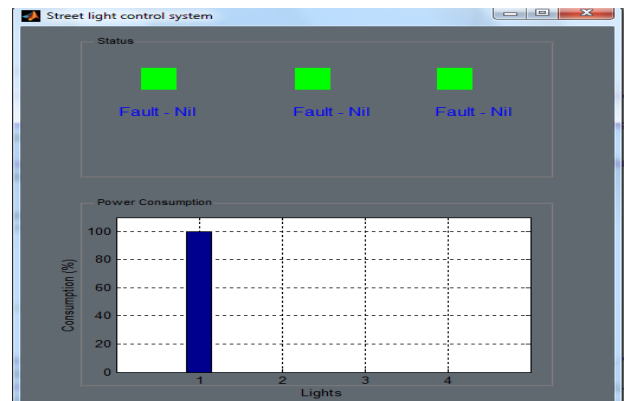 Street light control system
Status
Fault - Nil Fault - Nil Fault - Nil
Power Consumption
100
80
60
40
20
0
Consumption (%)
1 2 3 4
Lights